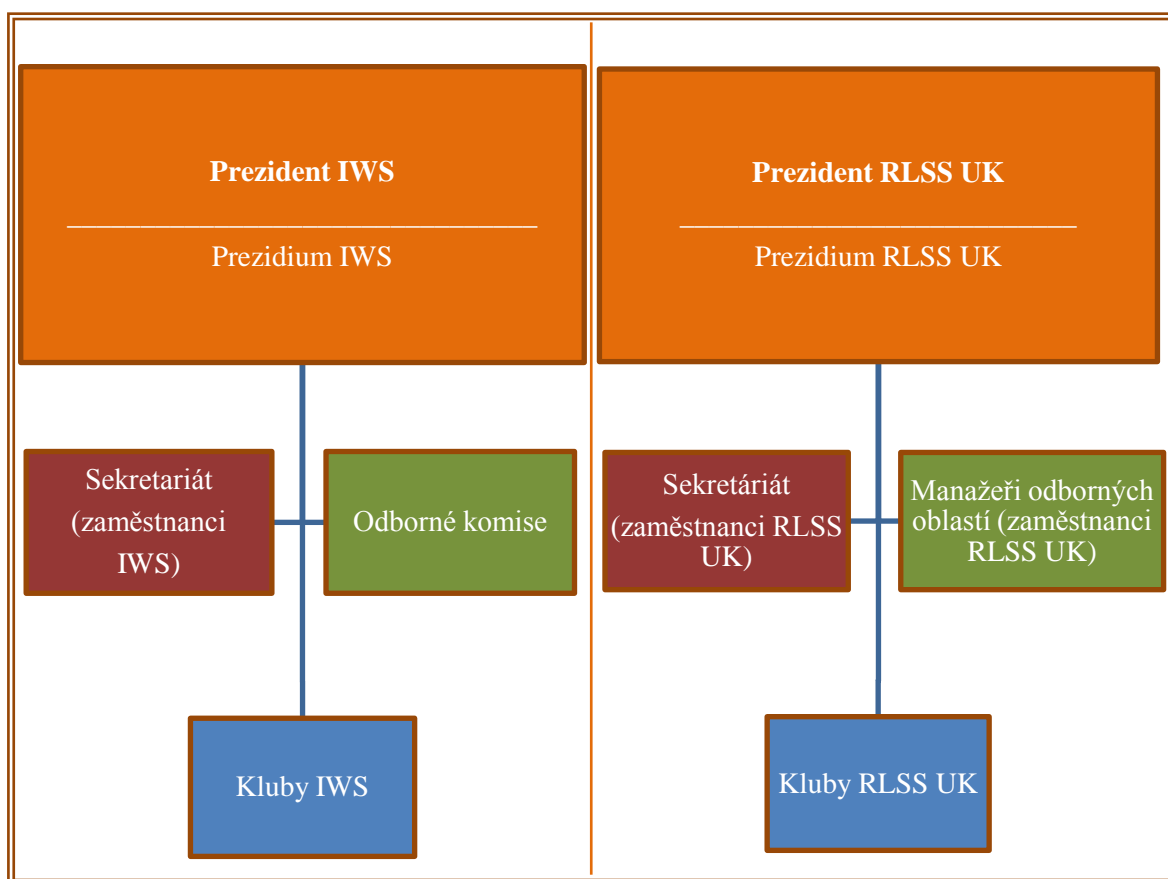 Prezident IWS
Prezidium IWS
Sekretariát
(zaměstnanci
IWS)
Odborné komise
Kluby IWS
Prezident RLSS UK
Prezidium RLSS UK
Sekretáriát
(zaměstnanci RLSS
UK)
Manažeři odborných
oblastí (zaměstnanci
RLSS UK)
Kluby RLSS UK